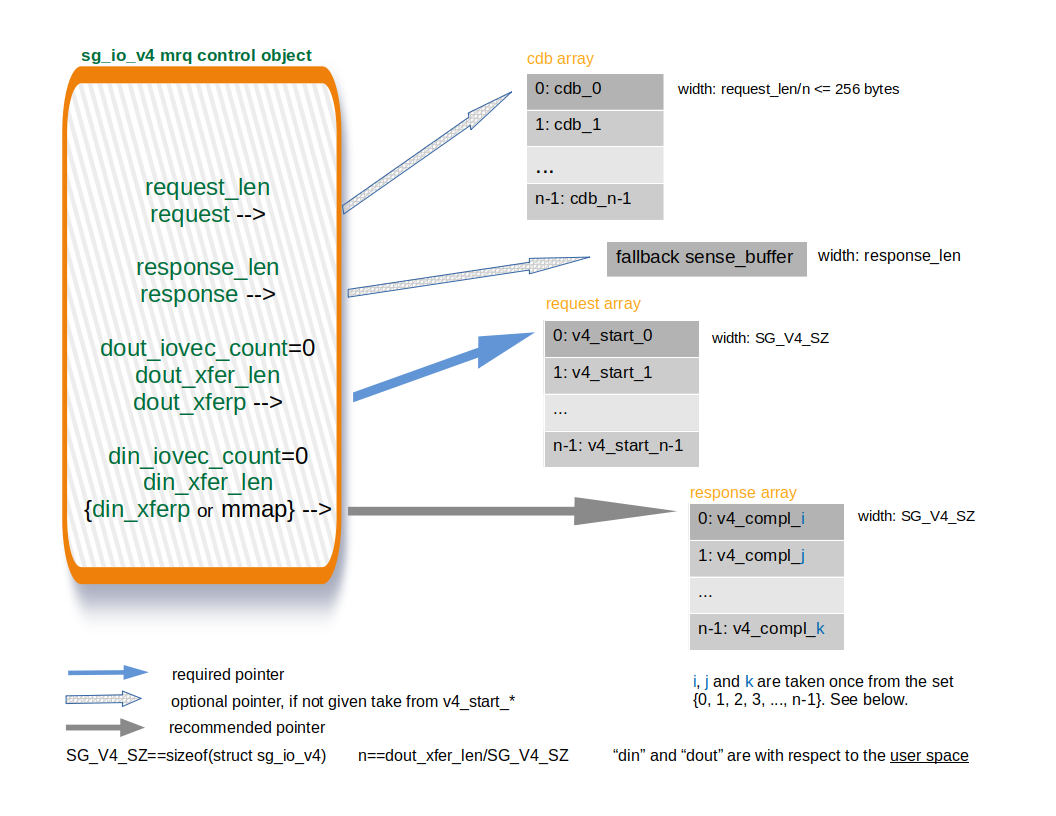 sg_io_v4 mrq control object
request_len
request -->
response_len
response -->
dout_iovec_count=0
dout_xfer_len
dout_xferp -->
din_iovec_count=0
din_xfer_len
{din_xferp or mmap} -->
cdb array
0: cdb_0
width: request_len/n <= 256 bytes
1: cdb_1
...
n-1: cdb_n-1
fallback sense_buffer
width: response_len
request array
0: v4_start_0
width: SG_V4_SZ
1: v4_start_1
...
n-1: v4_start_n-1
response array
0: v4_compl_i
width: SG_V4_SZ
1: v4_compl_j
...
n-1: v4_compl_k
i, j and k are taken once from the set
{0, 1, 2, 3, ..., n-1}. See below.
required pointer
optional pointer, if not given take from v4_start_*
recommended pointer
SG_V4_SZ==sizeof(struct sg_io_v4)
n==dout_xfer_len/SG_V4_SZ
“din” and “dout” are with respect to the user space